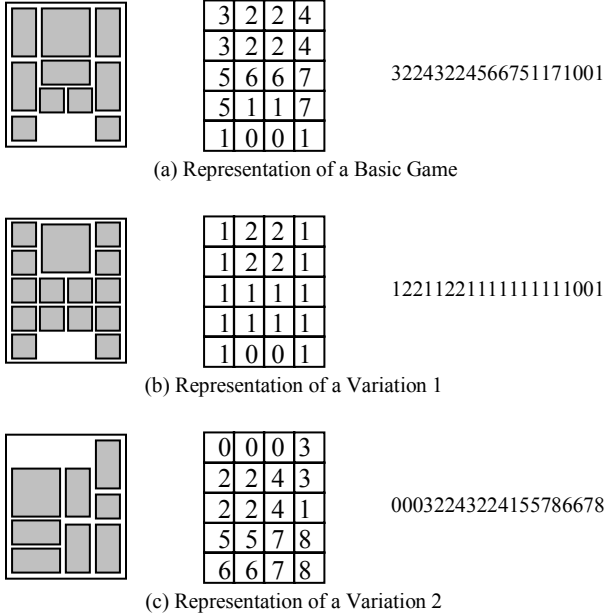 3 2 2 4
3 2 2 4
5 6 6 7
5 1 1 7
1 0 0 1
32243224566751171001
(a) Representation of a Basic Game
1 2 2 1
1 2 2 1
1 1 1 1
1 1 1 1
1 0 0 1
12211221111111111001
(b) Representation of a Variation 1
0 0 0 3
2 2 4 3
2 2 4 1
5 5 7 8
6 6 7 8
00032243224155786678
(c) Representation of a Variation 2